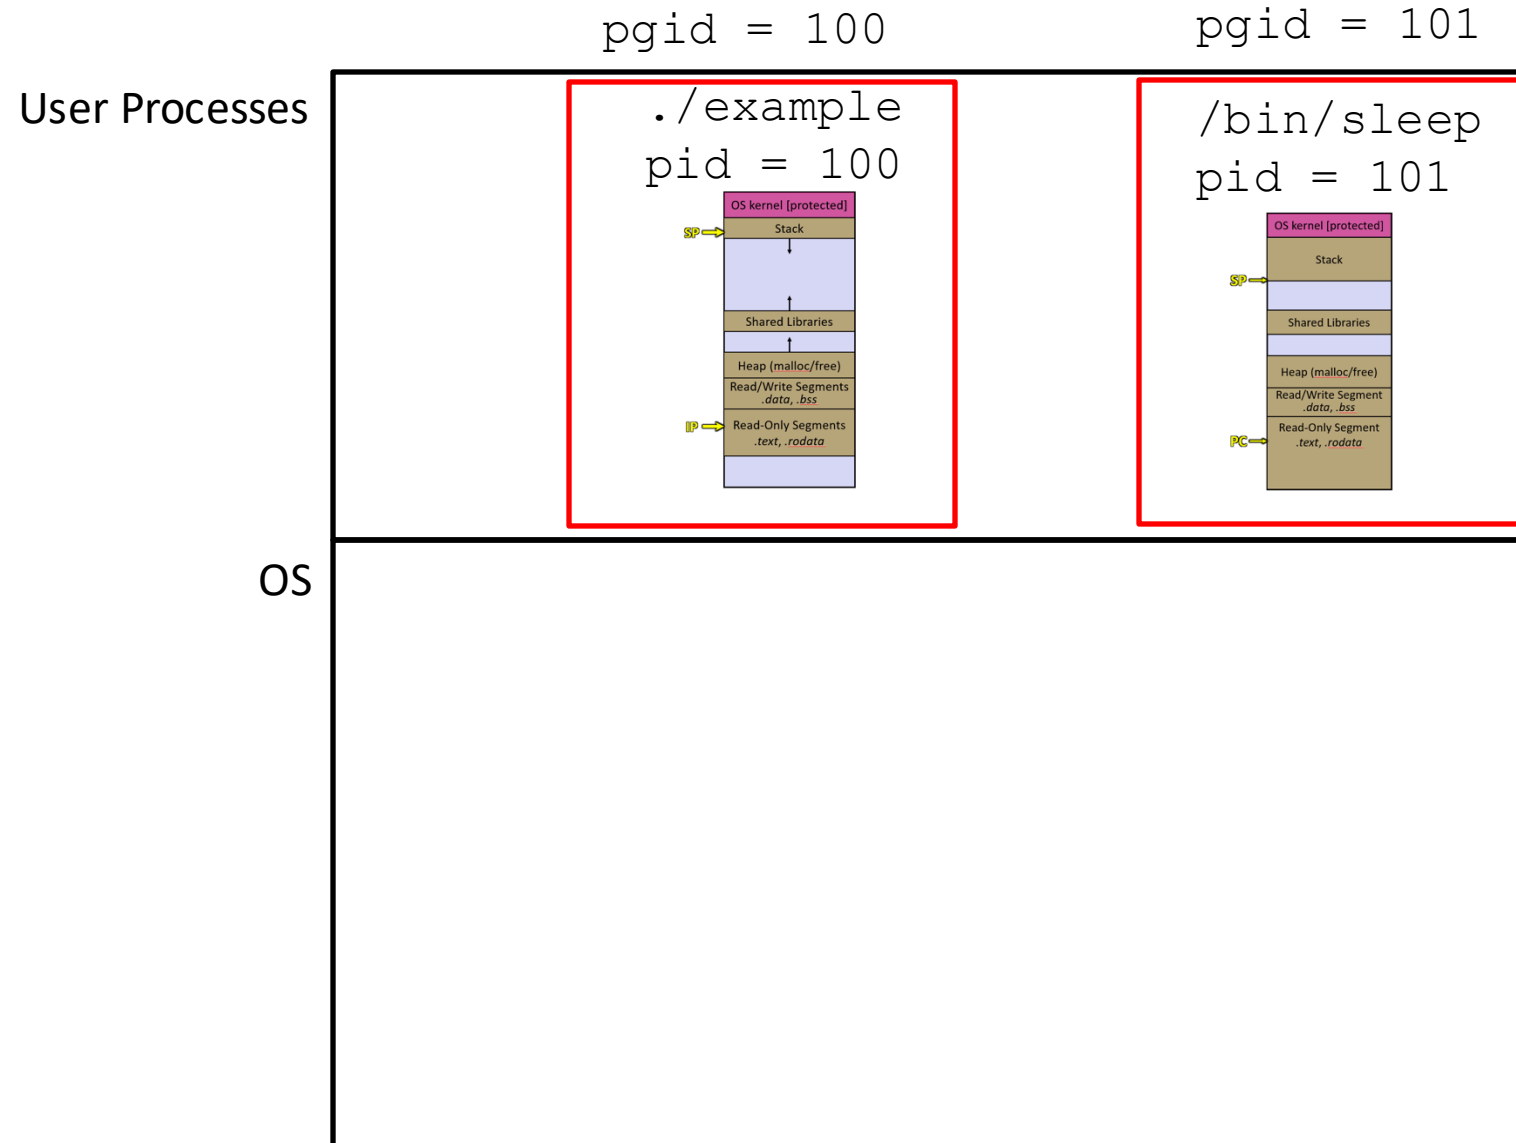 pgid = 100
pgid = 101
User Processes
./example
pid = 100
OS kernel [protected]
SP
Stack
Shared Libraries
Heap (malloc/free)
Read/Write Segments
.data, .bss
IP
Read-Only Segments
.text, .rodata
/bin/sleep
pid = 101
OS kernel [protected]
Stack
SP
Shared Libraries
Heap (malloc/free)
Read/Write Segment
.data, .bss
Read-Only Segment
PC
.text, .rodata
OS